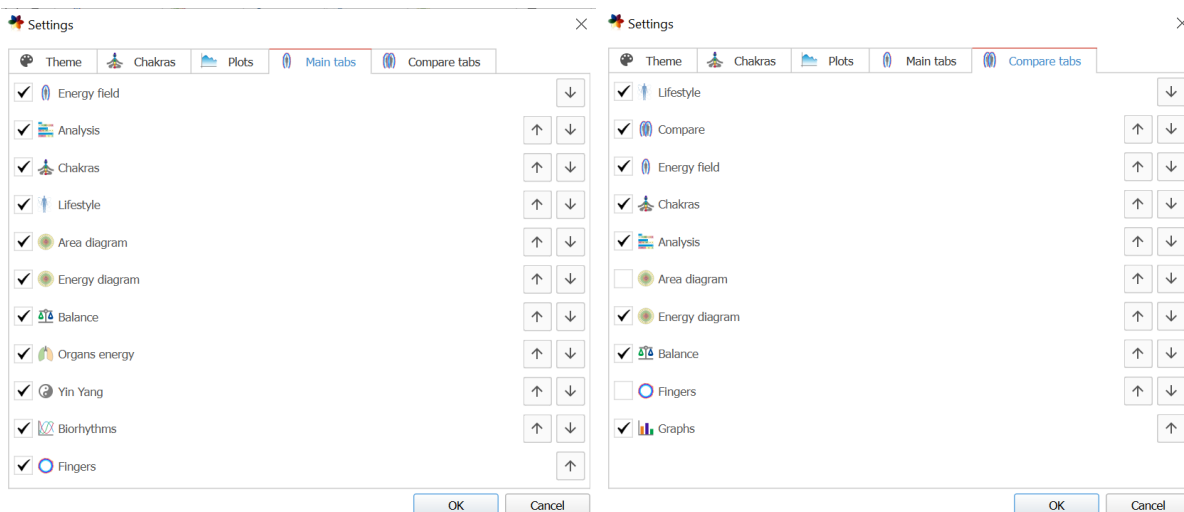 Settings
Theme Chakras Plots Main tabs Compare tabs
Energy field
Analysis
Chakras
Lifestyle
Area diagram
Energy diagram
Balance
Organs energy
Yin Yang
Biorhythms
Fingers
OK Cancel
Settings
Theme Chakras Plots Main tabs Compare tabs
Lifestyle
Compare
Energy field
Chakras
Analysis
Area diagram
Energy diagram
Balance
Fingers
Graphs
OK Cancel